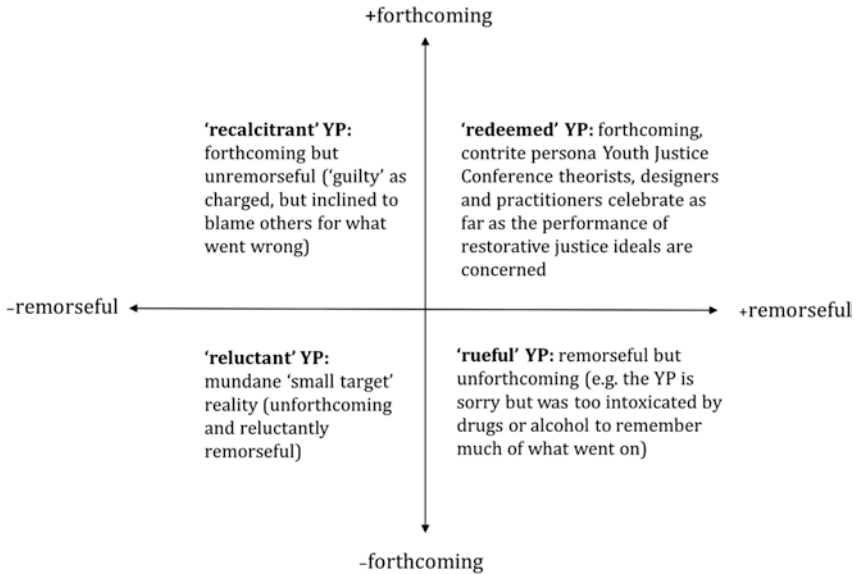 +forthcoming
‘recalcitrant’ YP:
forthcoming but
unremorseful (‘guilty’ as
charged, but inclined to
blame others for what
went wrong)
‘redeemed’ YP: forthcoming,
contrite persona Youth Justice
Conference theorists, designers
and practitioners celebrate as
far as the performance of
restorative justice ideals are
concerned
–remorseful
+remorseful
‘reluctant’ YP:
mundane ‘small target’
reality (unforthcoming
and reluctantly
remorseful)
‘rueful’ YP: remorseful but
unforthcoming (e.g. the YP is
sorry but was too intoxicated by
drugs or alcohol to remember
much of what went on)
–forthcoming